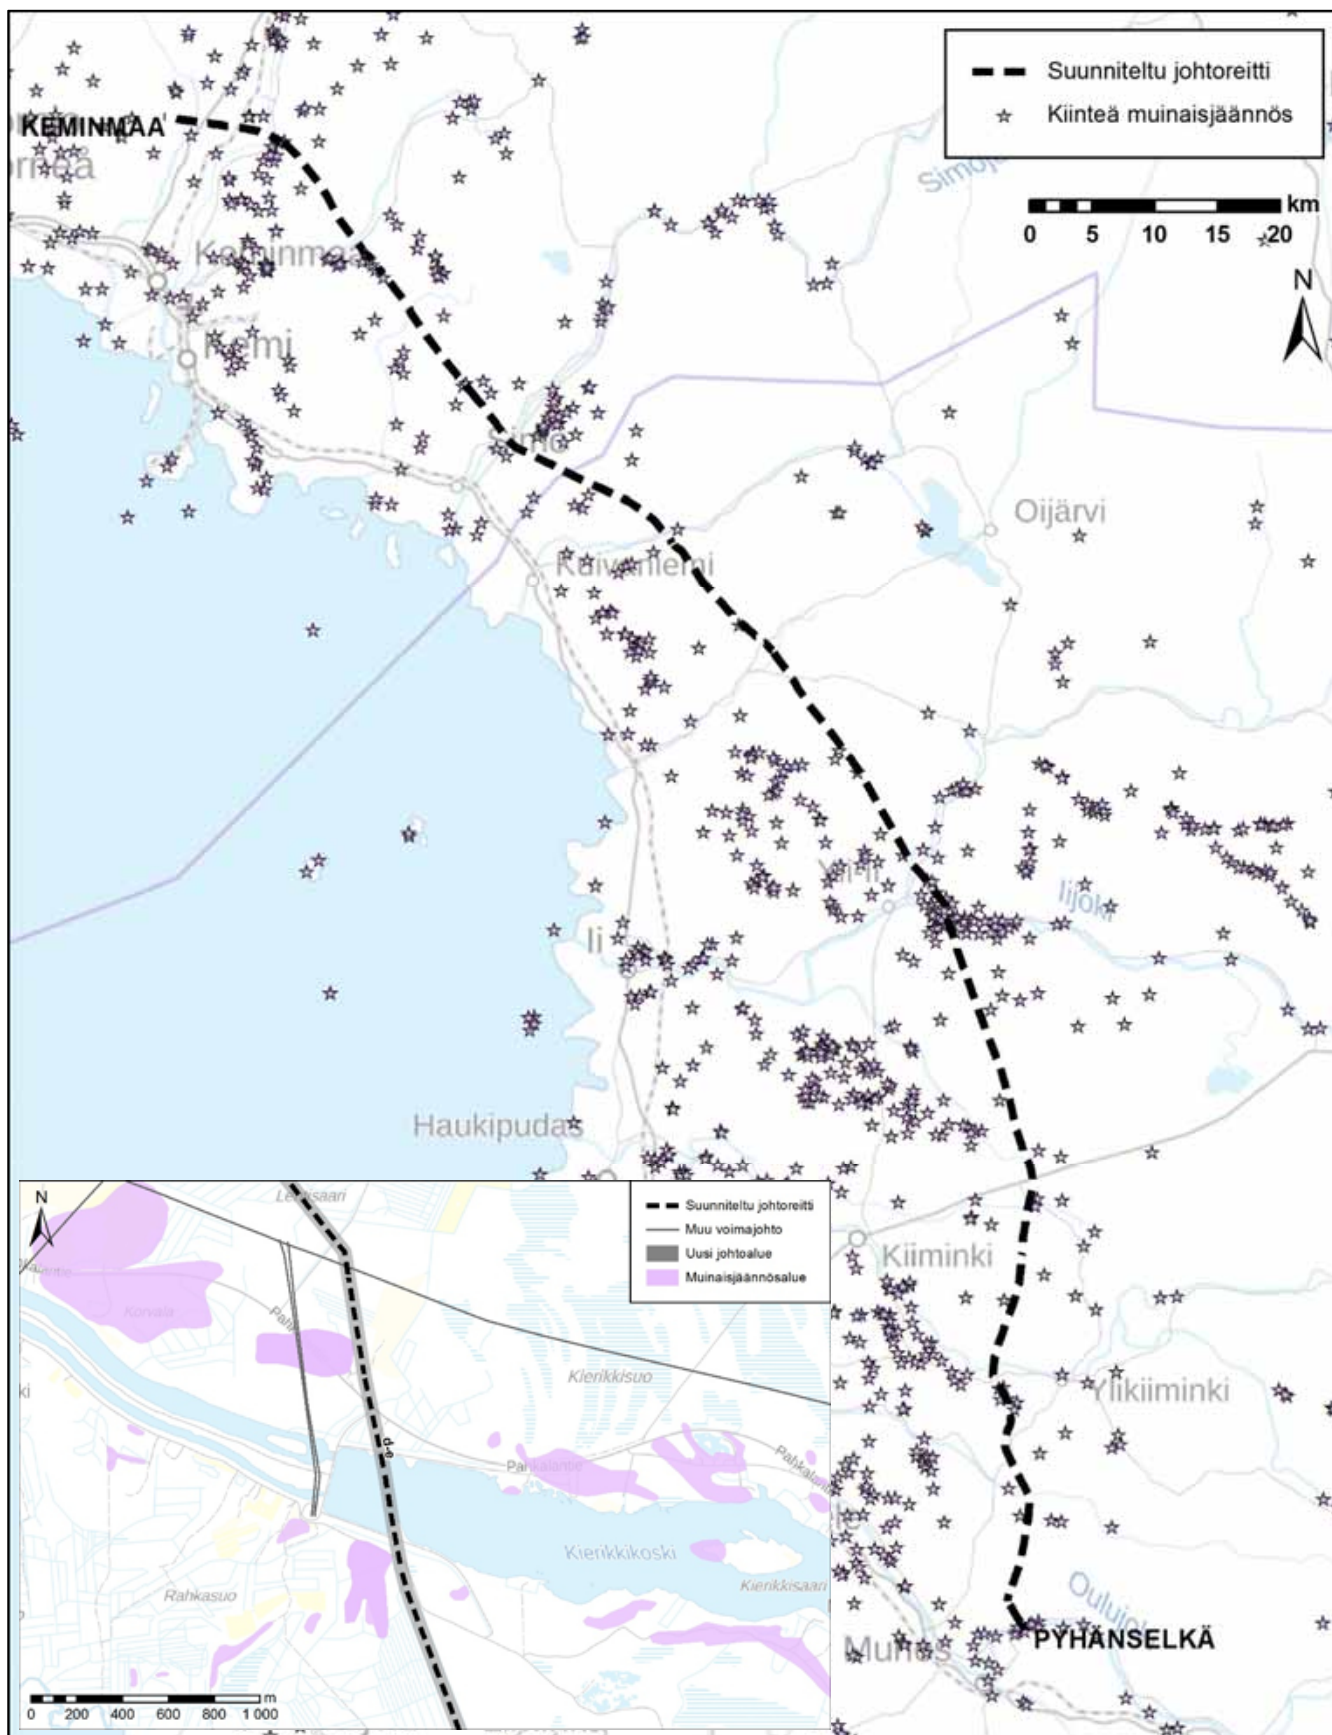 Suunniteltu johtoreitti
Kiinteä muinaisjäännös
km
0 5 10 15 20
N
KEMINMAA
Keminmaa
Kemi
Simo
Oijärvi
Kuivaniemi
Yli-Ii
Iijoki
Ii
Haukipudas
Kiiminki
Ylikiiminki
Muhos
PYHÄNSELKÄ
N
Suunniteltu johtoreitti
Muu voimajohto
Uusi johtoalue
Muinaisjäännösalue
Korvala
Kierikkisuo
d-e
Pahkalantie
Pahkalantie
Kierikkikoski
Kierikkisaari
Rahkasuo
m
0 200 400 600 800 1 000